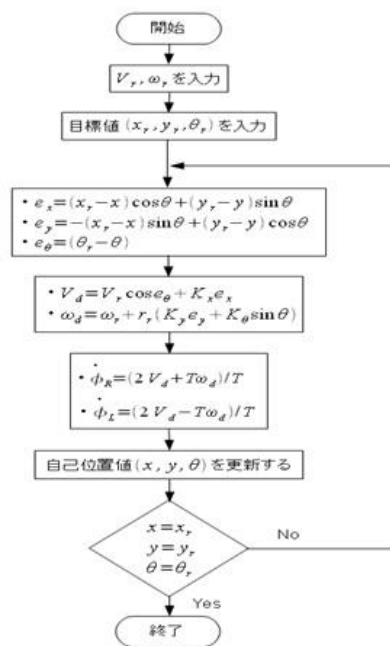 開始
V_r, ω_r を入力
目標値(x_r, y_r, θ_r)を入力
・e_x=(x_r−x)cosθ+(y_r−y)sinθ
・e_y=−(x_r−x)sinθ+(y_r−y)cosθ
・e_θ=(θ_r−θ)
・V_d=V_r cose_θ+K_x e_x
・ω_d=ω_r+r_r(K_y e_y+K_θ sinθ)
・φ̇_R=(2V_d+Tω_d)/T
・φ̇_L=(2V_d−Tω_d)/T
自己位置値(x, y, θ)を更新する
x=x_r
y=y_r
θ=θ_r
No
Yes
終了